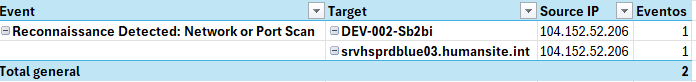 Event Target Source IP Eventos
Reconnaissance Detected: Network or Port Scan DEV-002-Sb2bi 104.152.52.206 1
srvhsprdblue03.humansite.int 104.152.52.206 1
Total general 2